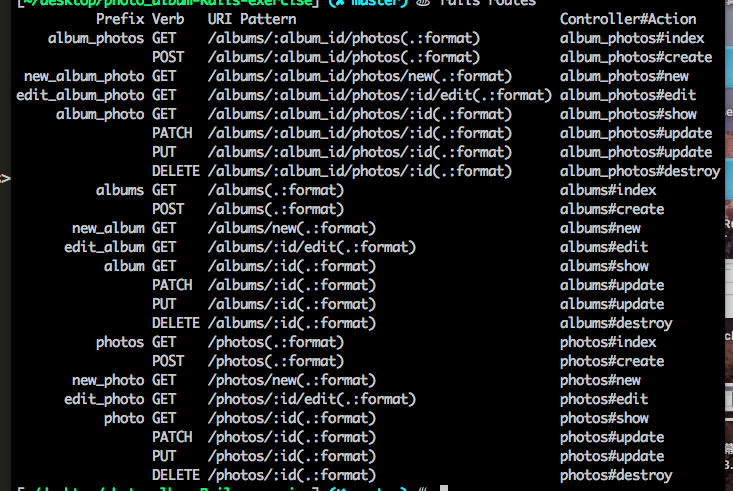 [~/desktop/photo_album-Rails-exercise] (✗ master) rails routes
Prefix Verb URI Pattern Controller#Action
album_photos GET /albums/:album_id/photos(.:format) album_photos#index
POST /albums/:album_id/photos(.:format) album_photos#create
new_album_photo GET /albums/:album_id/photos/new(.:format) album_photos#new
edit_album_photo GET /albums/:album_id/photos/:id/edit(.:format) album_photos#edit
album_photo GET /albums/:album_id/photos/:id(.:format) album_photos#show
PATCH /albums/:album_id/photos/:id(.:format) album_photos#update
PUT /albums/:album_id/photos/:id(.:format) album_photos#update
DELETE /albums/:album_id/photos/:id(.:format) album_photos#destroy
albums GET /albums(.:format) albums#index
POST /albums(.:format) albums#create
new_album GET /albums/new(.:format) albums#new
edit_album GET /albums/:id/edit(.:format) albums#edit
album GET /albums/:id(.:format) albums#show
PATCH /albums/:id(.:format) albums#update
PUT /albums/:id(.:format) albums#update
DELETE /albums/:id(.:format) albums#destroy
photos GET /photos(.:format) photos#index
POST /photos(.:format) photos#create
new_photo GET /photos/new(.:format) photos#new
edit_photo GET /photos/:id/edit(.:format) photos#edit
photo GET /photos/:id(.:format) photos#show
PATCH /photos/:id(.:format) photos#update
PUT /photos/:id(.:format) photos#update
DELETE /photos/:id(.:format) photos#destroy